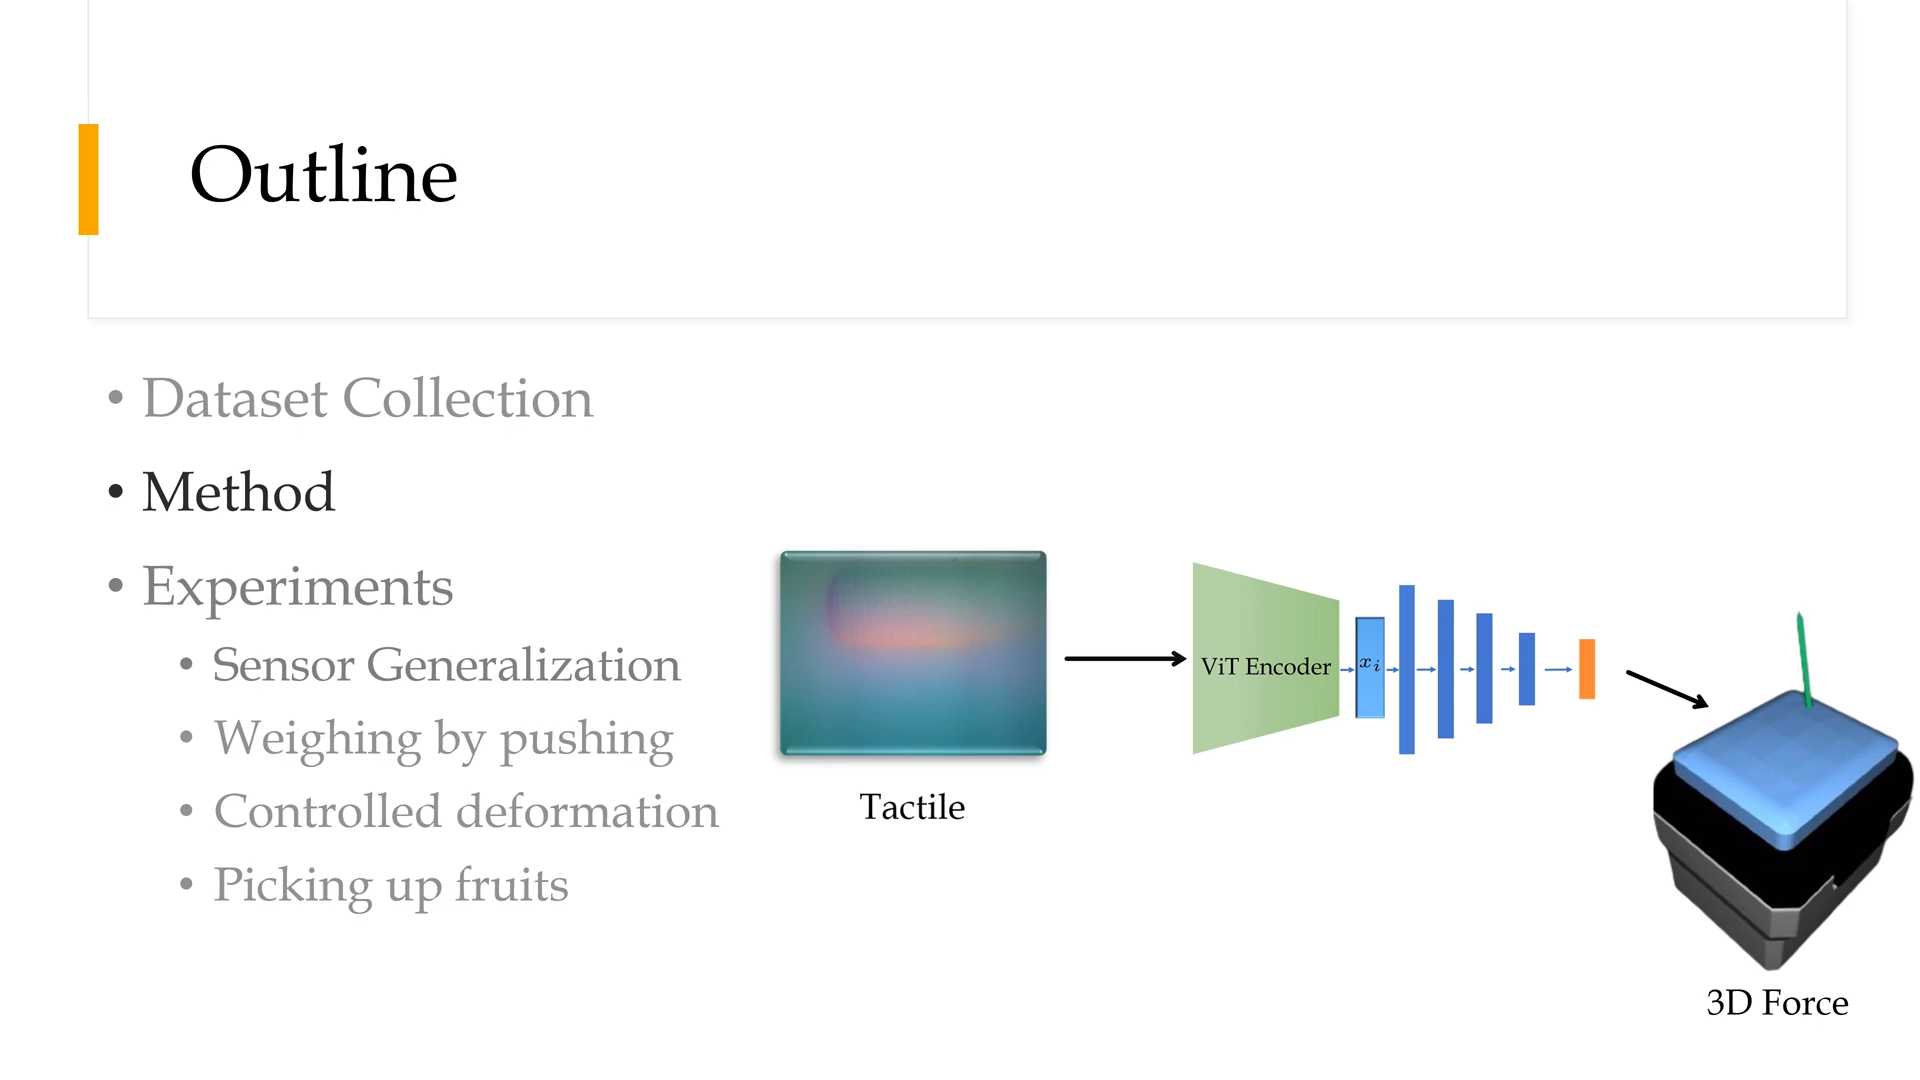 Outline
• Dataset Collection
• Method
• Experiments
• Sensor Generalization
• Weighing by pushing
• Controlled deformation
• Picking up fruits
Tactile
ViT Encoder
x_i
3D Force